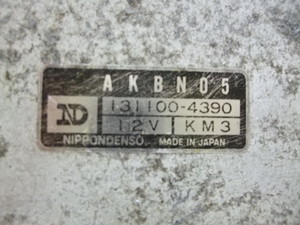 AKBN05
ND 131100-4390
12V KM3
NIPPONDENSO MADE IN JAPAN